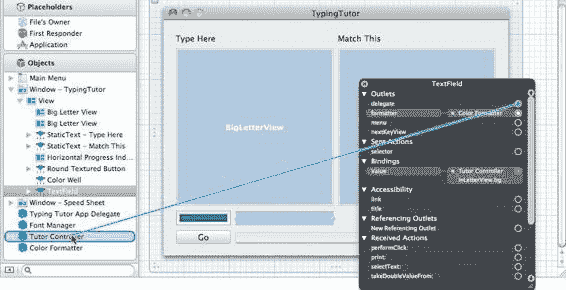 Placeholders
File's Owner
First Responder
Application
Objects
Main Menu
Window – TypingTutor
View
Big Letter View
Big Letter View
StaticText – Type Here
StaticText – Match This
Horizontal Progress Ind...
Round Textured Button
Color Well
TextField
Window – Speed Sheet
Typing Tutor App Delegate
Font Manager
Tutor Controller
Color Formatter
TypingTutor
Type Here
Match This
BigLetterView
Go
TextField
Outlets
delegate
formatter
Color Formatter
menu
nextKeyView
Sent Actions
selector
Bindings
value
Tutor Controller
Accessibility
link
title
Referencing Outlets
New Referencing Outlet
Received Actions
performClick:
print:
selectText:
takeDoubleValueFrom: